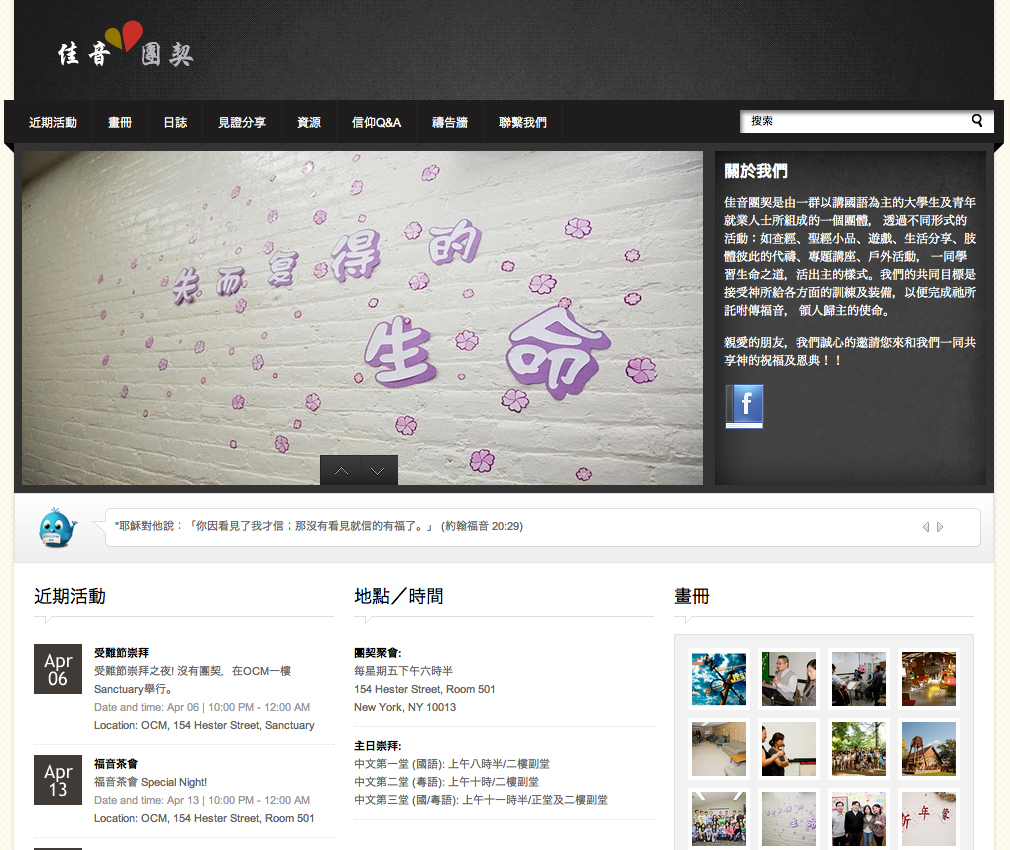 佳音團契
近期活動 畫冊 日誌 見證分享 資源 信仰Q&A 禱告牆 聯繫我們
搜索
失而复得的
生命
關於我們
佳音團契是由一群以講國語為主的大學生及青年
就業人士所組成的一個團體， 透過不同形式的
活動：如查經、聖經小品、遊戲、生活分享、肢
體彼此的代禱、專題講座、戶外活動， 一同學
習生命之道，活出主的樣式。我們的共同目標是
接受神所給各方面的訓練及裝備，以便完成祂所
託咐傳福音， 領人歸主的使命。
親愛的朋友，我們誠心的邀請您來和我們一同共
享神的祝福及恩典！！
f
"耶穌對他說：「你因看見了我才信；那沒有看見就信的有福了。」 (約翰福音 20:29)
近期活動
Apr
06
受難節崇拜
受難節崇拜之夜! 沒有團契，在OCM一樓
Sanctuary舉行。
Date and time: Apr 06 | 10:00 PM - 12:00 AM
Location: OCM, 154 Hester Street, Sanctuary
Apr
13
福音茶會
福音茶會 Special Night!
Date and time: Apr 13 | 10:00 PM - 12:00 AM
Location: OCM, 154 Hester Street, Room 501
地點／時間
團契聚會:
每星期五下午六時半
154 Hester Street, Room 501
New York, NY 10013
主日崇拜:
中文第一堂 (國語): 上午八時半/二樓副堂
中文第二堂 (粵語): 上午十時/二樓副堂
中文第三堂 (國/粵語): 上午十一時半/正堂及二樓副堂
畫冊
新年蒙